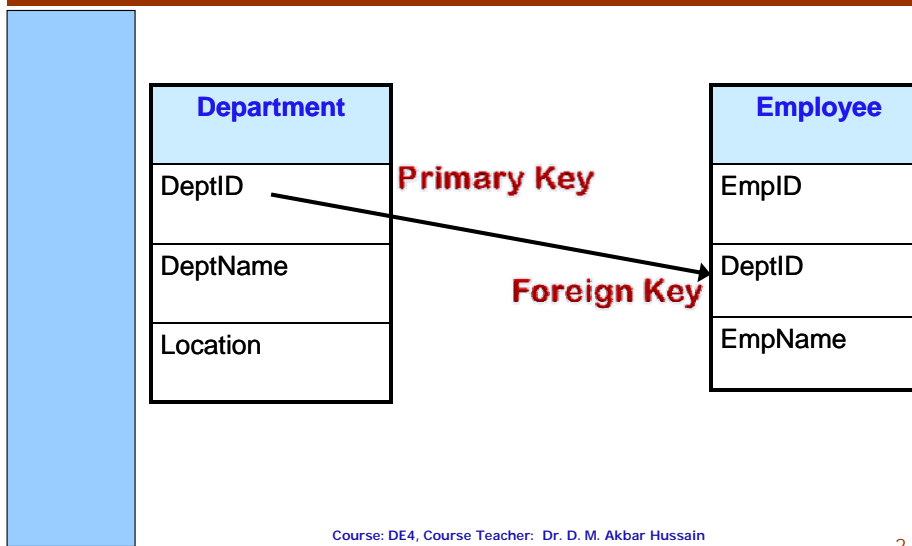 Department
DeptID
DeptName
Location
Primary Key
Foreign Key
Employee
EmpID
DeptID
EmpName
Course: DE4, Course Teacher: Dr. D. M. Akbar Hussain